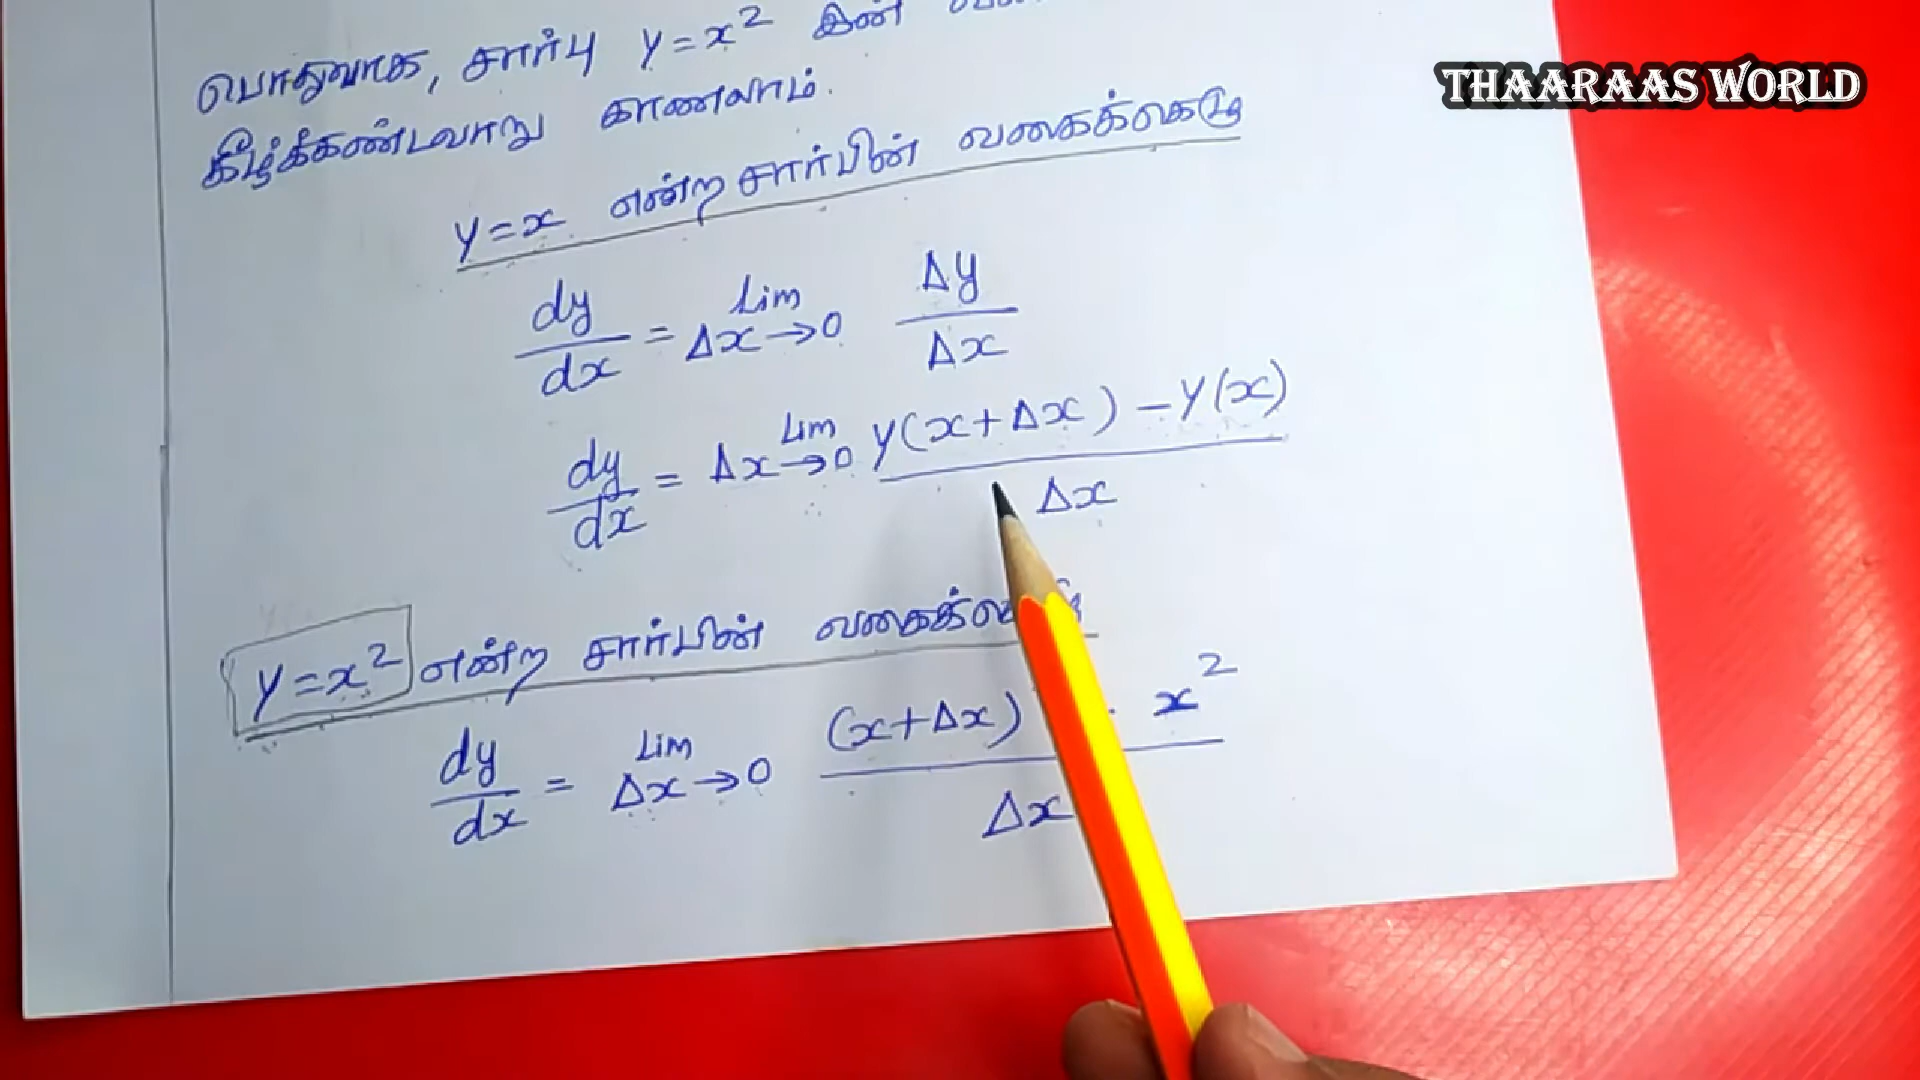 பொதுவாக, சார்பு y = x² இன்
கீழ்க்கண்டவாறு காணலாம்.
y = x என்ற சார்பின் வகைக்கெழு
dy/dx = Lim Δx→0 Δy/Δx
dy/dx = Lim Δx→0 y(x+Δx) - y(x) / Δx
y = x² என்ற சார்பின்
dy/dx = Lim Δx→0 (x+Δx) x² / Δx
THAARAAS WORLD